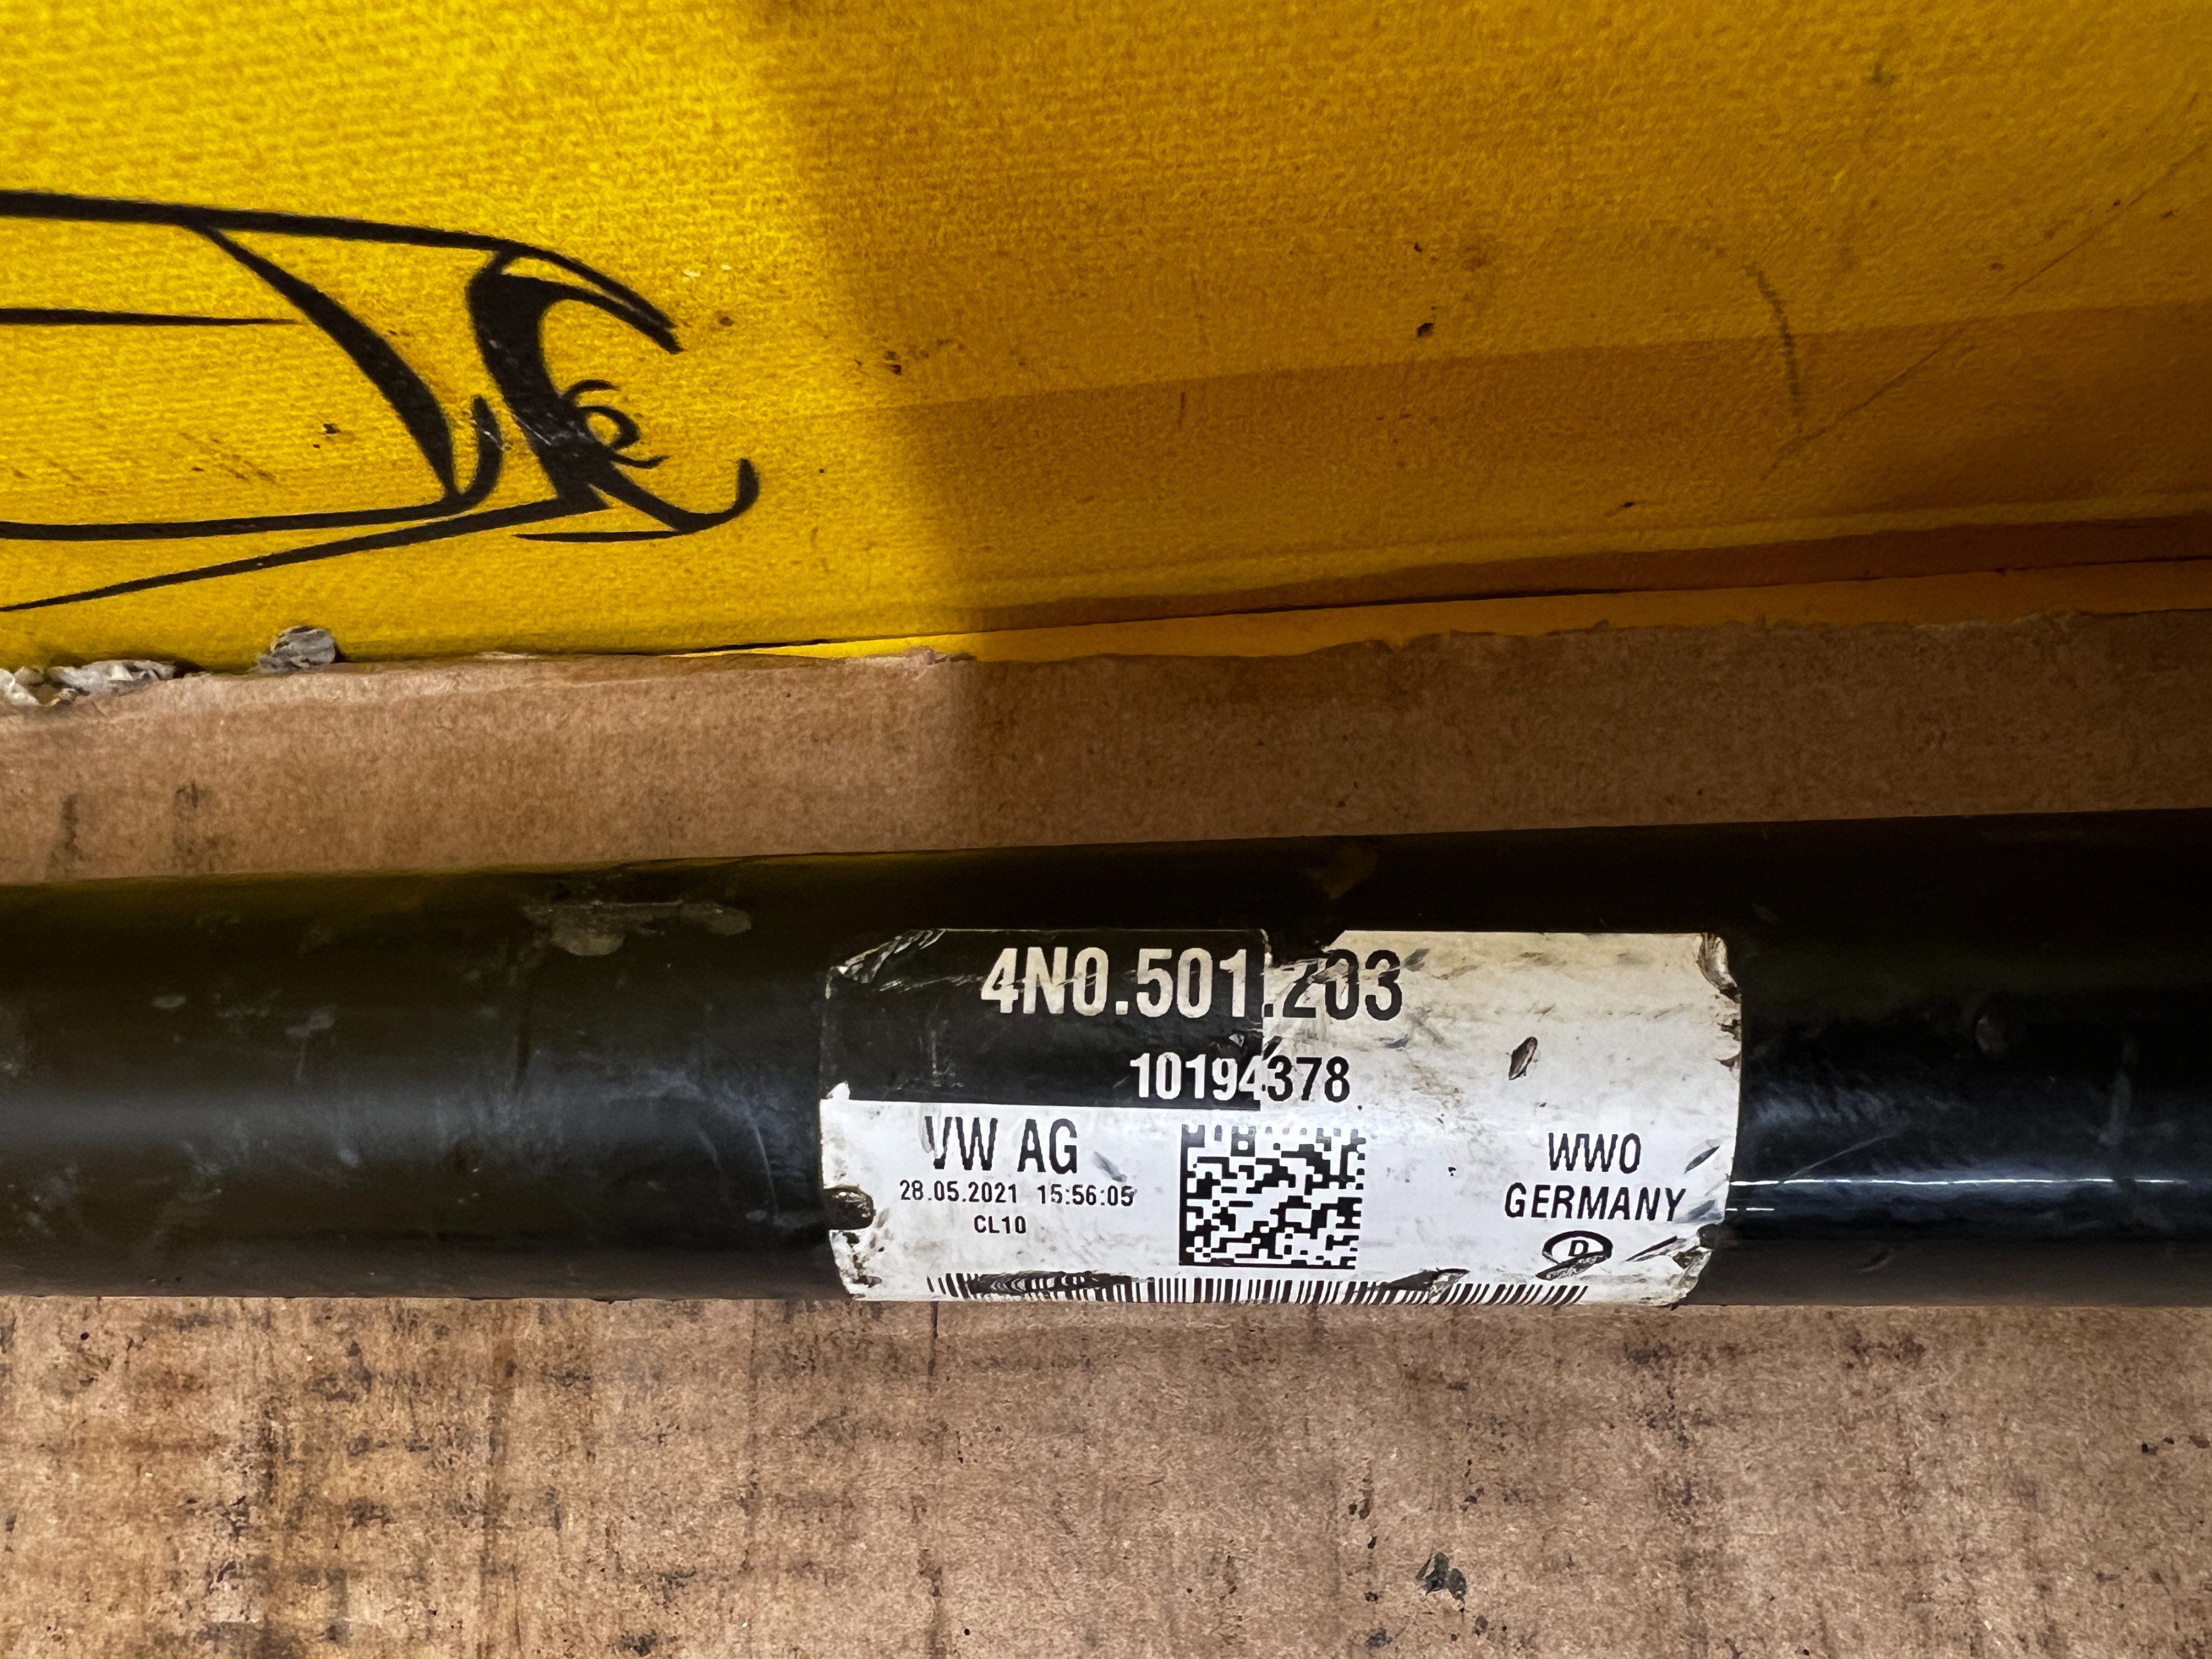 4N0.501.203
10194378
VW AG
28.05.2021 15:56:05
CL10
WWO
GERMANY
D